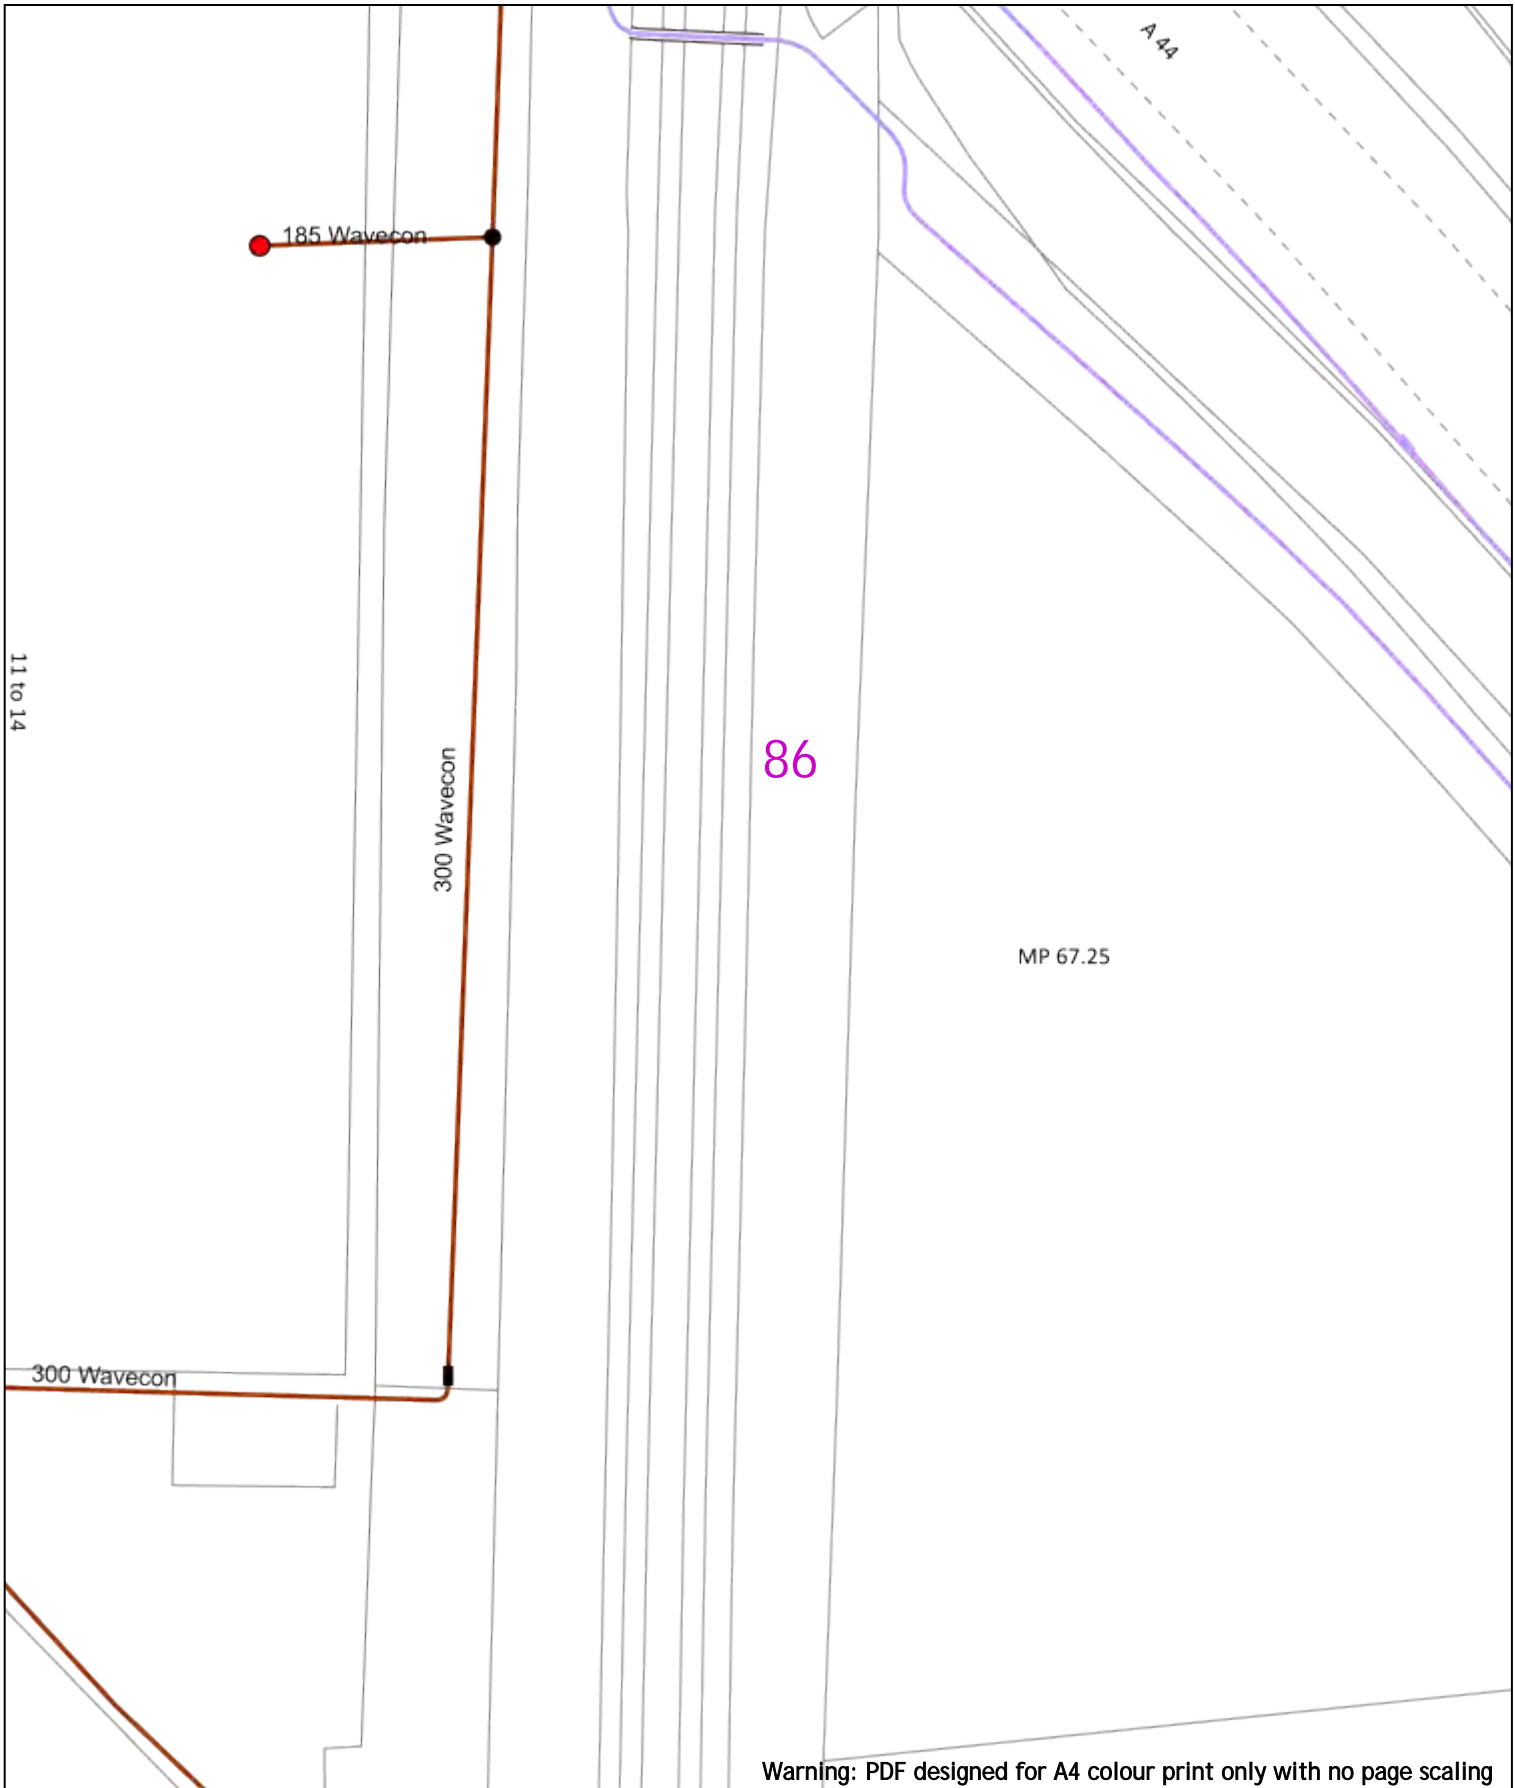 A 44
185 Wavecon
11 to 14
86
300 Wavecon
MP 67.25
300 Wavecon
Warning: PDF designed for A4 colour print only with no page scaling